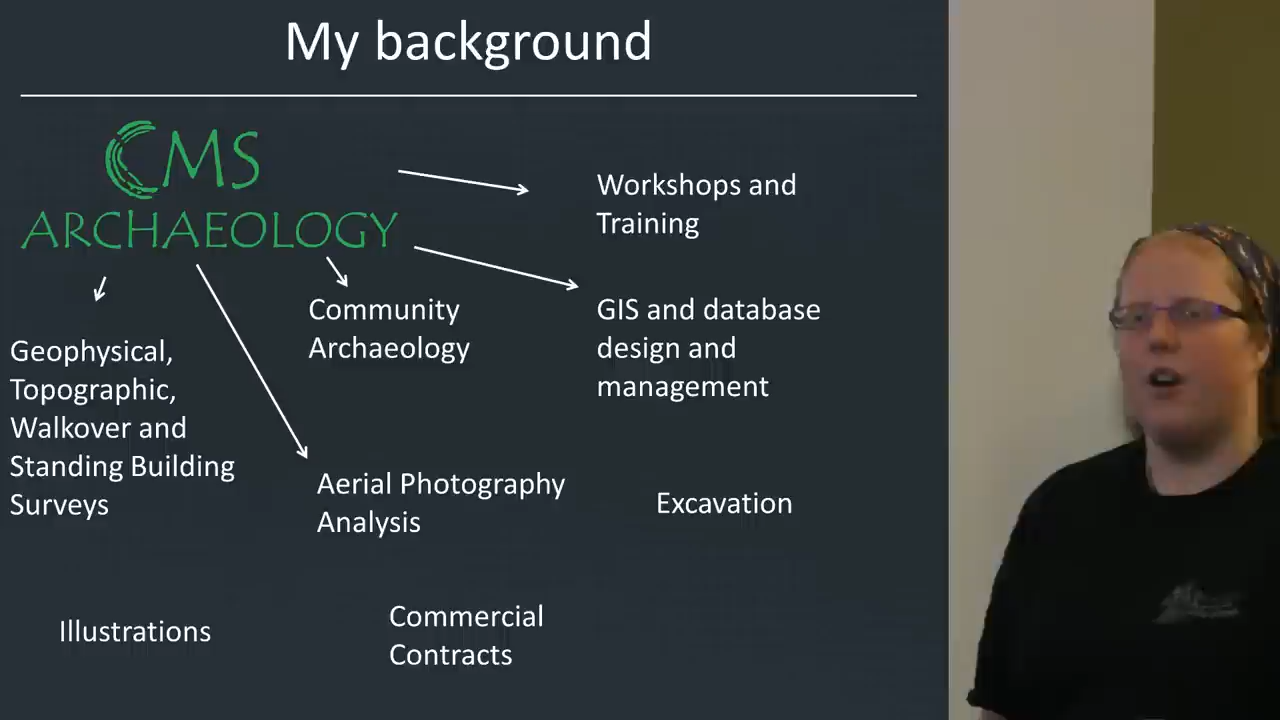 My background
CMS
ARCHAEOLOGY
Workshops and
Training
Community
Archaeology
GIS and database
design and
management
Geophysical,
Topographic,
Walkover and
Standing Building
Surveys
Aerial Photography
Analysis
Excavation
Illustrations
Commercial
Contracts